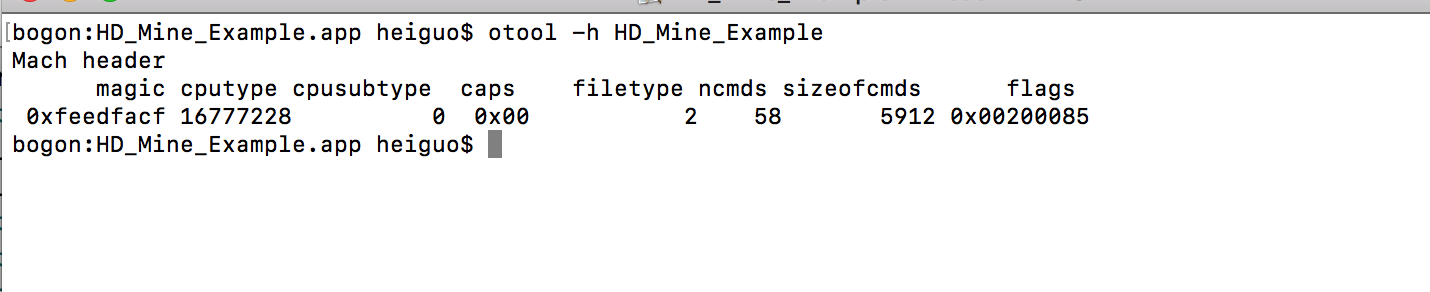 [bogon:HD_Mine_Example.app heiguo$ otool -h HD_Mine_Example
Mach header
      magic cputype cpusubtype  caps    filetype ncmds sizeofcmds      flags
 0xfeedfacf 16777228          0  0x00           2    58       5912 0x00200085
bogon:HD_Mine_Example.app heiguo$